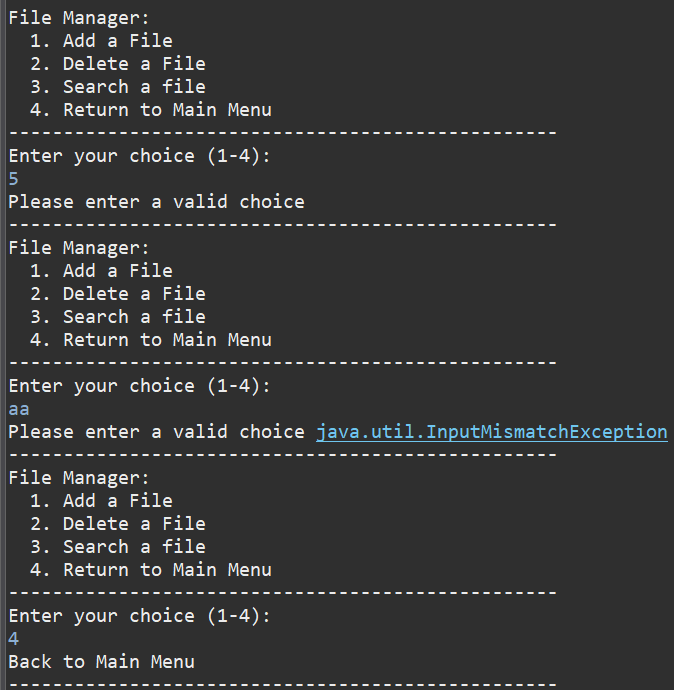 File Manager:
  1. Add a File
  2. Delete a File
  3. Search a file
  4. Return to Main Menu
--------------------------------------------------
Enter your choice (1-4):
5
Please enter a valid choice
--------------------------------------------------
File Manager:
  1. Add a File
  2. Delete a File
  3. Search a file
  4. Return to Main Menu
--------------------------------------------------
Enter your choice (1-4):
aa
Please enter a valid choice java.util.InputMismatchException
--------------------------------------------------
File Manager:
  1. Add a File
  2. Delete a File
  3. Search a file
  4. Return to Main Menu
--------------------------------------------------
Enter your choice (1-4):
4
Back to Main Menu
--------------------------------------------------